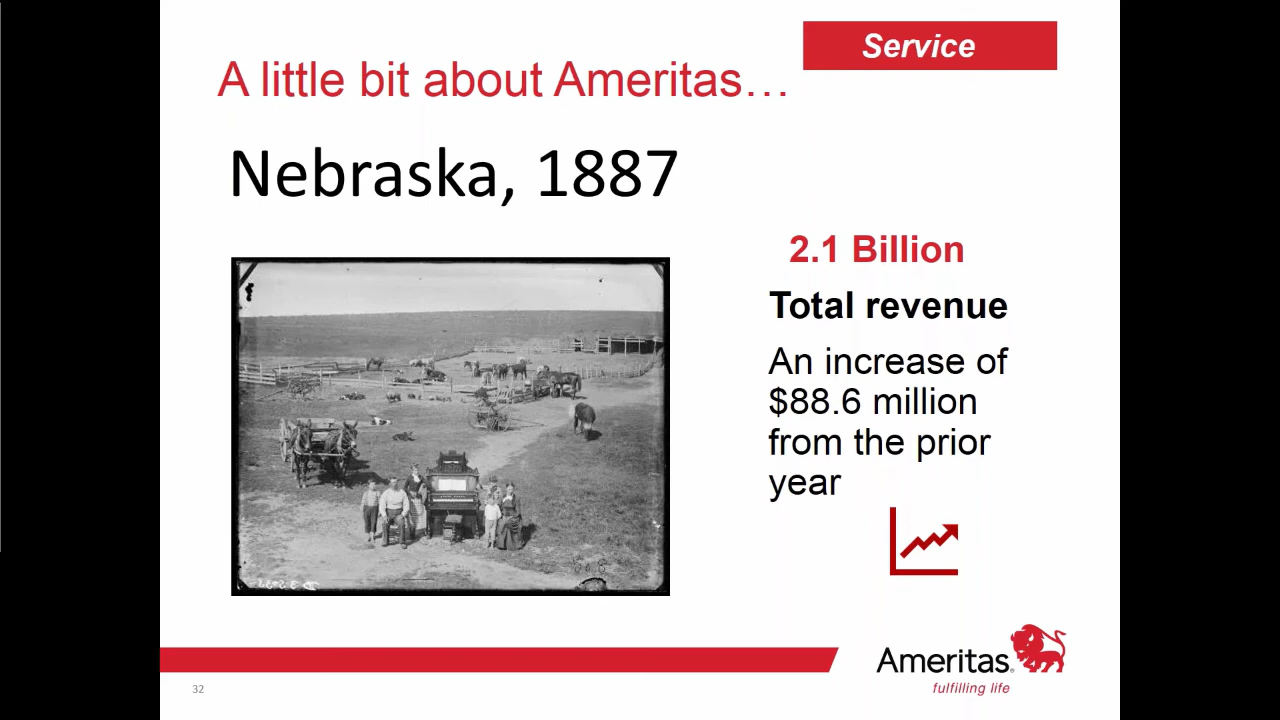 Service
A little bit about Ameritas…
Nebraska, 1887
2.1 Billion
Total revenue
An increase of
$88.6 million
from the prior
year
Ameritas®
fulfilling life
32